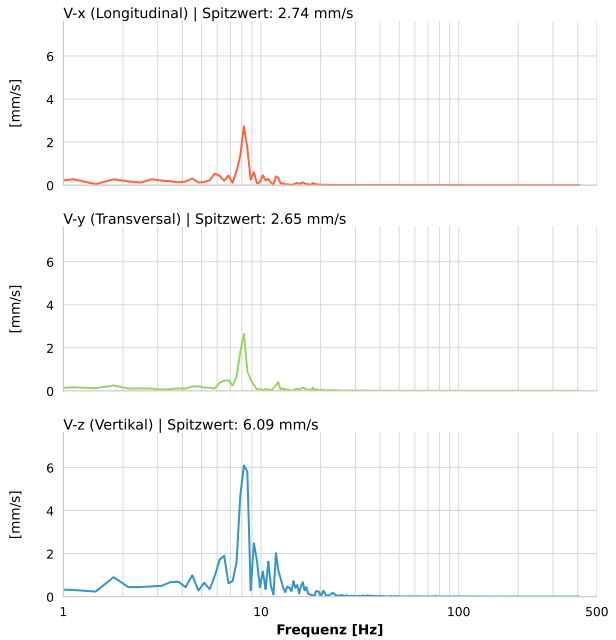 V-x (Longitudinal) | Spitzwert: 2.74 mm/s
6
4
2
0
[mm/s]
V-y (Transversal) | Spitzwert: 2.65 mm/s
6
4
2
0
[mm/s]
V-z (Vertikal) | Spitzwert: 6.09 mm/s
6
4
2
0
[mm/s]
1 10 100 500
Frequenz [Hz]